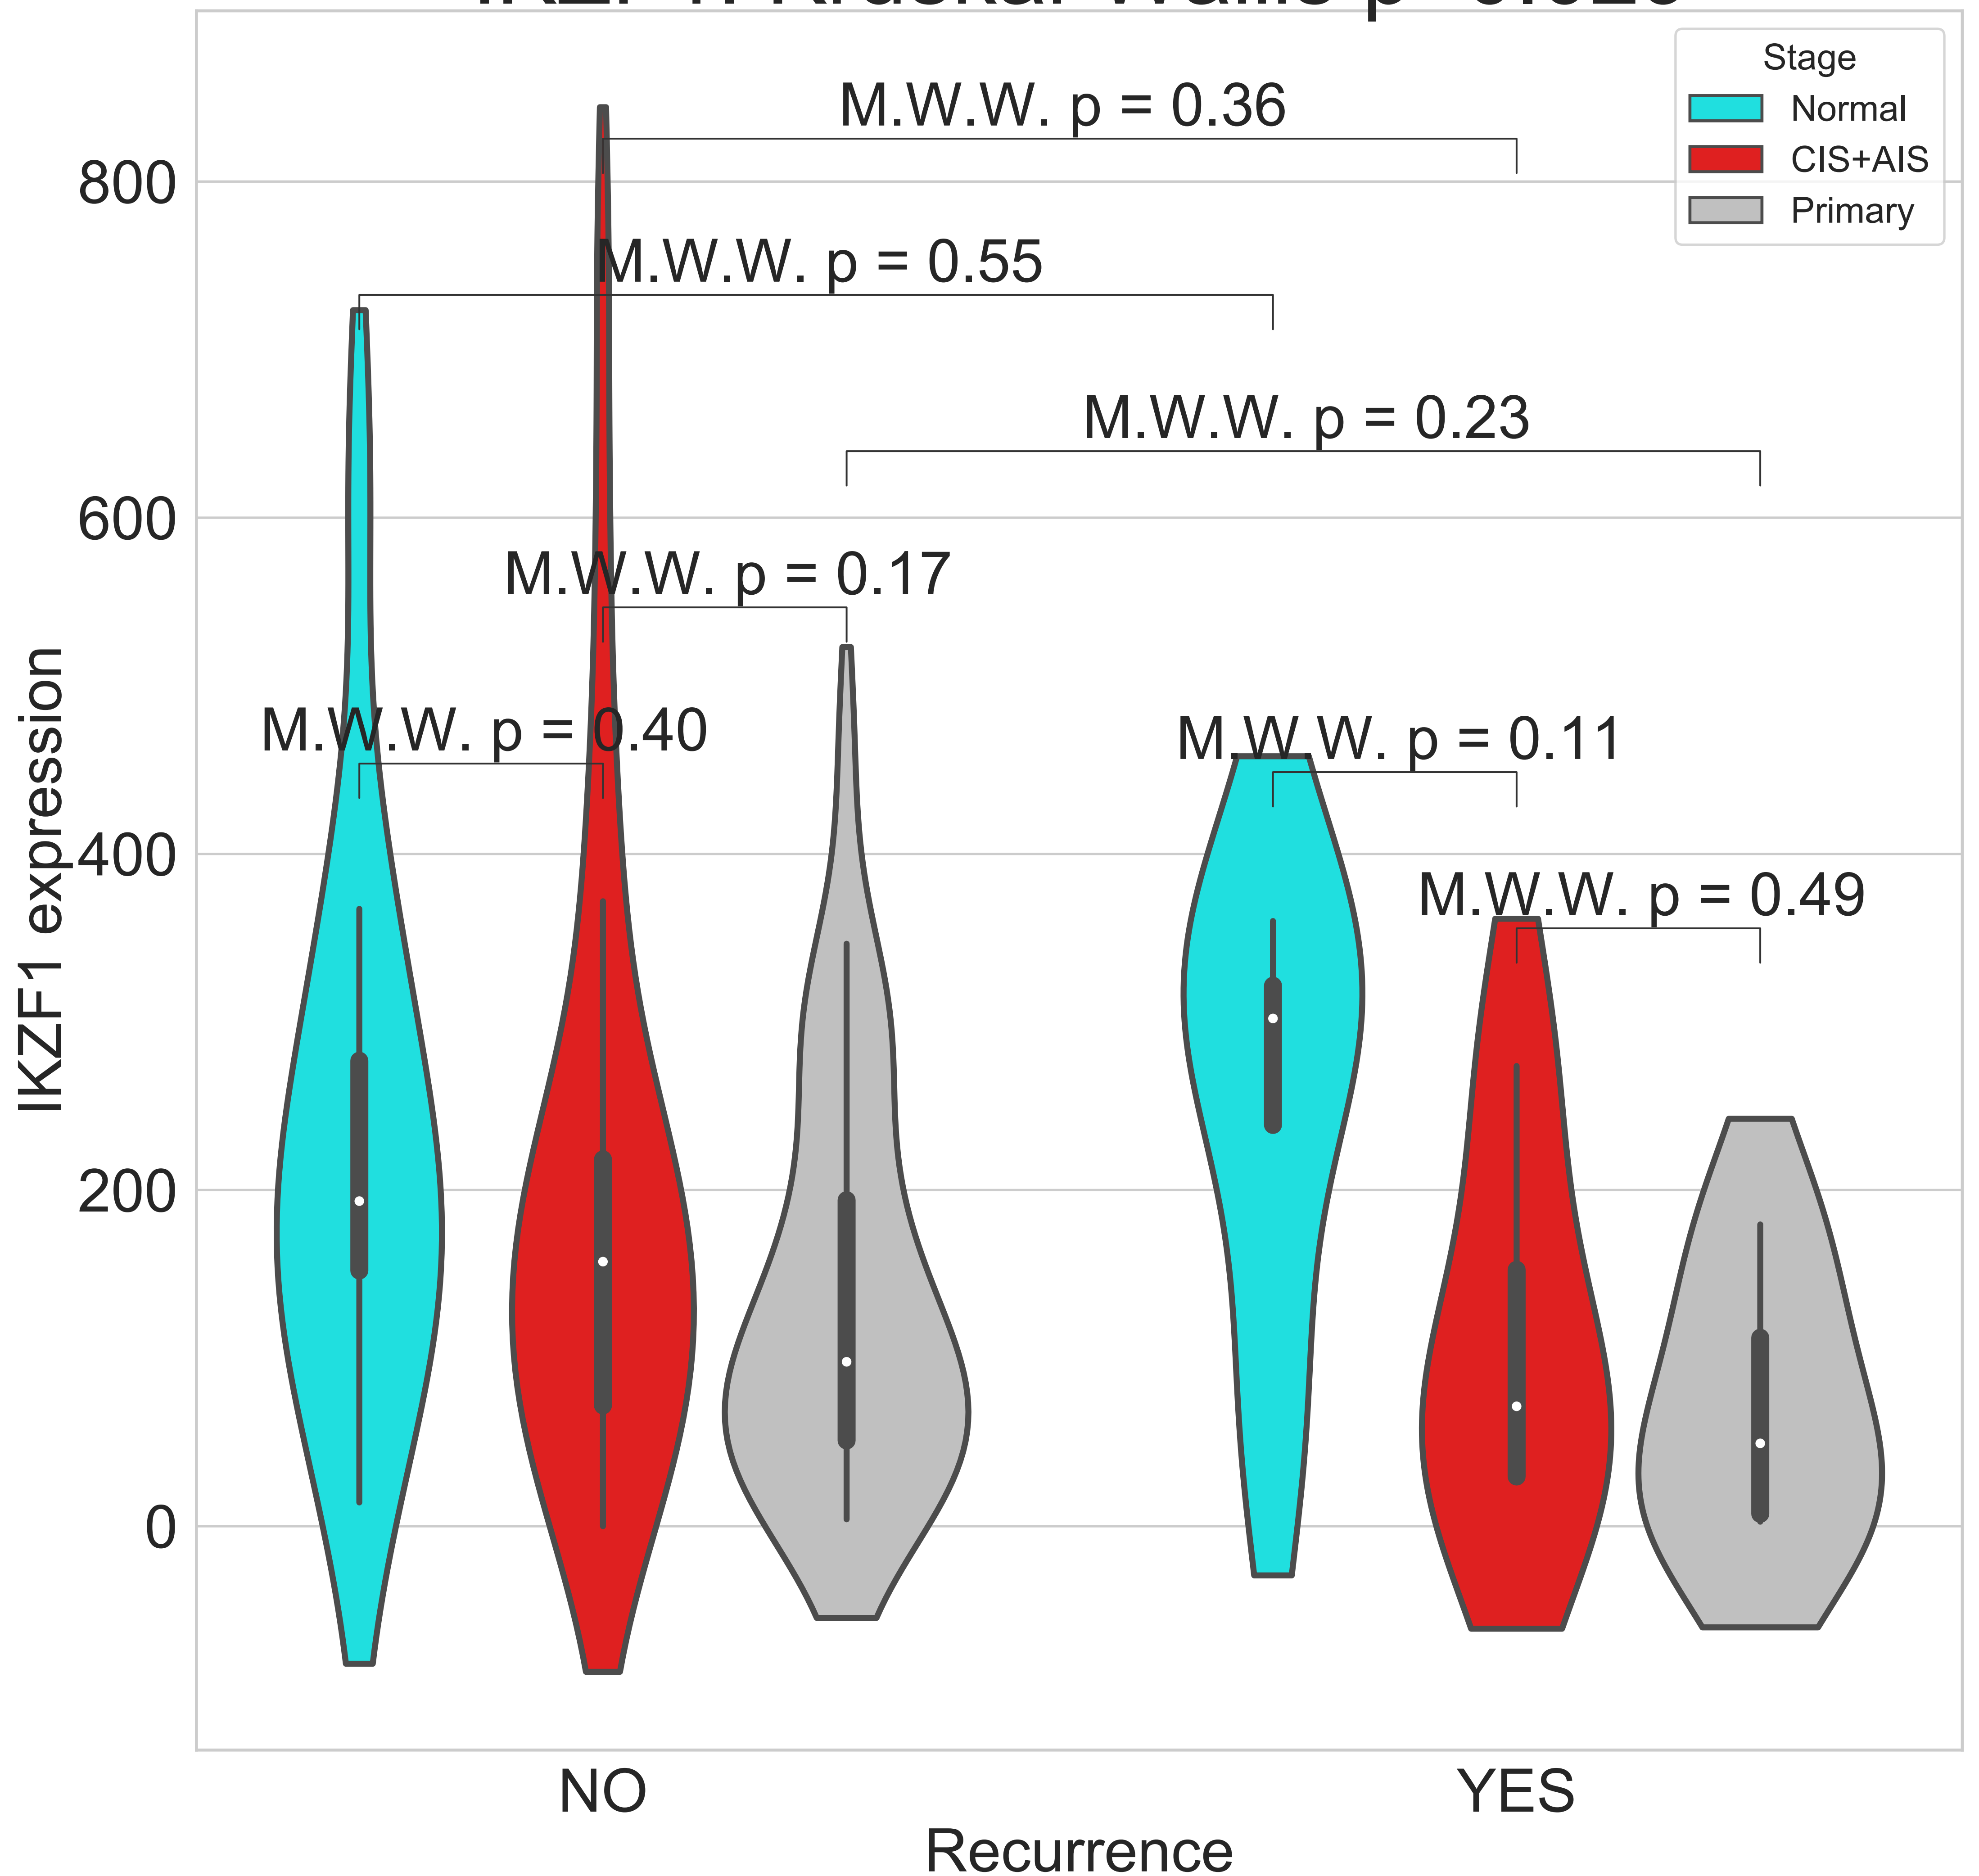 Stage
Normal
CIS+AIS
Primary
M.W.W. p = 0.36
M.W.W. p = 0.55
M.W.W. p = 0.23
M.W.W. p = 0.17
M.W.W. p = 0.40
M.W.W. p = 0.11
M.W.W. p = 0.49
800
600
400
200
0
IKZF1 expression
NO
YES
Recurrence